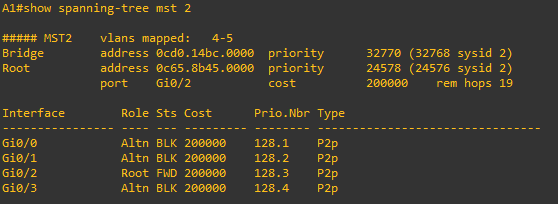 A1#show spanning-tree mst 2
##### MST2    vlans mapped:   4-5
Bridge        address 0cd0.14bc.0000  priority      32770 (32768 sysid 2)
Root          address 0c65.8b45.0000  priority      24578 (24576 sysid 2)
              port    Gi0/2           cost          200000    rem hops 19
Interface        Role Sts Cost      Prio.Nbr Type
---------------- ---- --- --------- -------- --------------------------------
Gi0/0            Altn BLK 200000    128.1    P2p
Gi0/1            Altn BLK 200000    128.2    P2p
Gi0/2            Root FWD 200000    128.3    P2p
Gi0/3            Altn BLK 200000    128.4    P2p